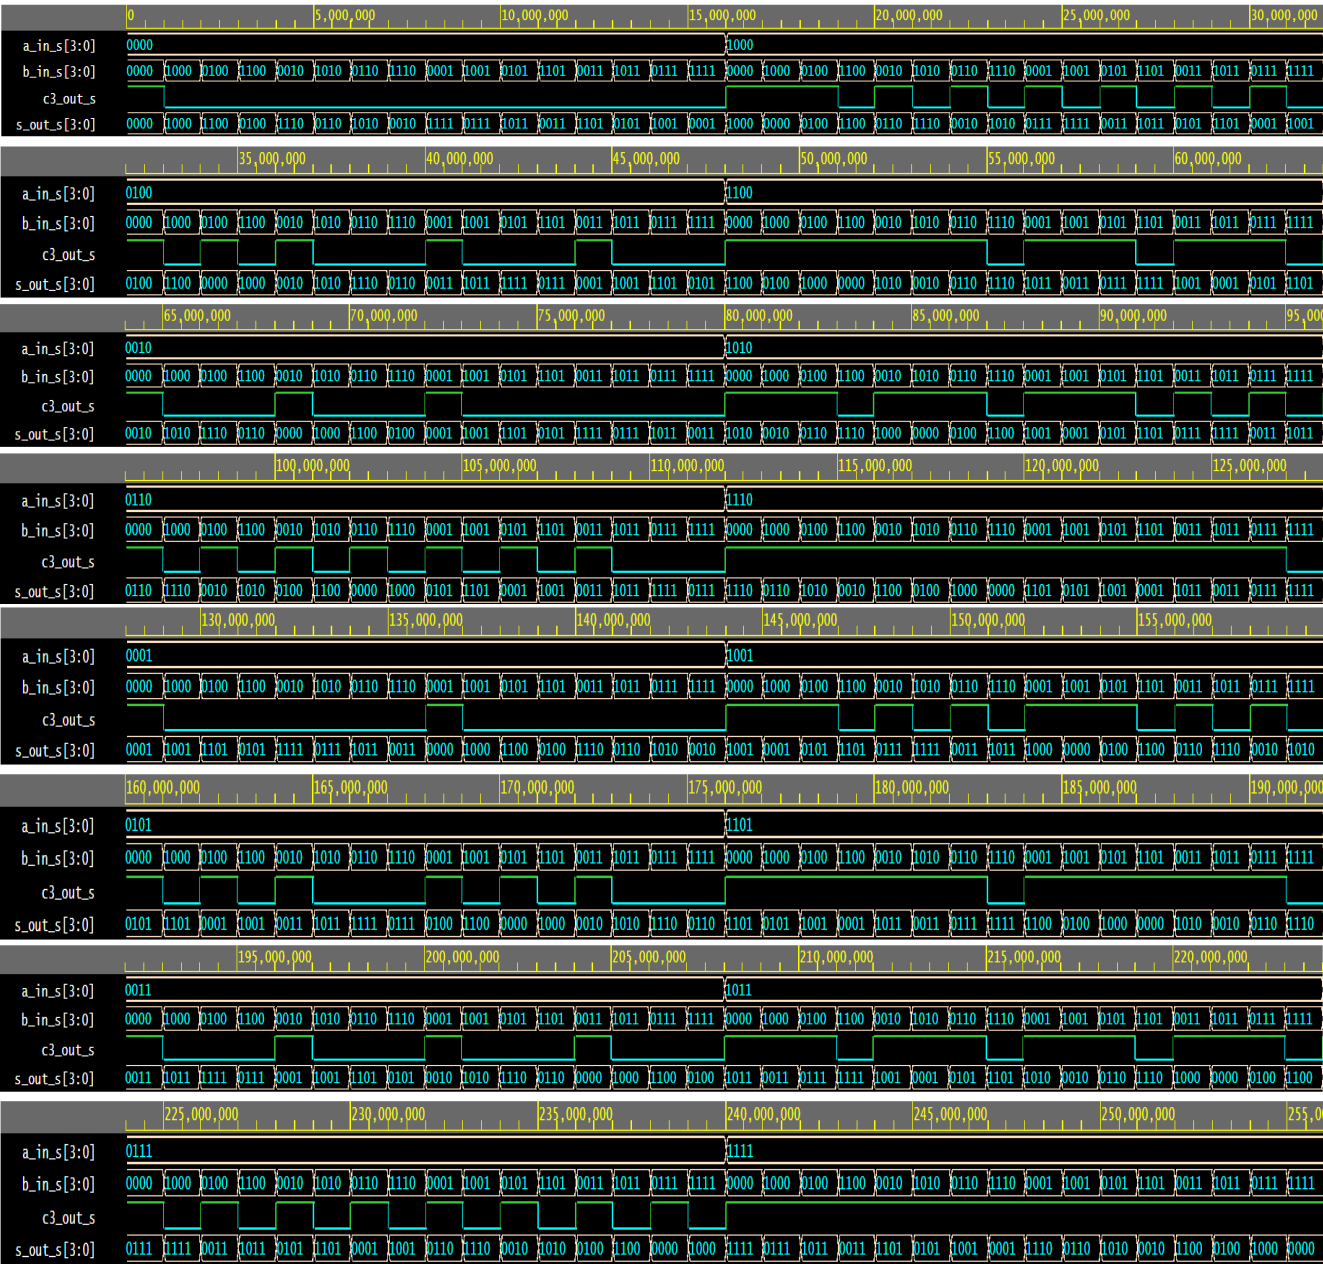 0 5,000,000 10,000,000 15,000,000 20,000,000 25,000,000 30,000,000
a_in_s[3:0] 0000 1000
b_in_s[3:0] 0000 1000 0100 1100 0010 1010 0110 1110 0001 1001 0101 1101 0011 1011 0111 1111 0000 1000 0100 1100 0010 1010 0110 1110 0001 1001 0101 1101 0011 1011 0111 1111
c3_out_s
s_out_s[3:0] 0000 1000 1100 0100 1110 0110 1010 0010 1111 0111 1011 0011 1101 0101 1001 0001 1000 0000 0100 1100 0110 1110 0010 1010 0111 1111 0011 1011 0101 1101 0001 1001
35,000,000 40,000,000 45,000,000 50,000,000 55,000,000 60,000,000
a_in_s[3:0] 0100 1100
b_in_s[3:0] 0000 1000 0100 1100 0010 1010 0110 1110 0001 1001 0101 1101 0011 1011 0111 1111 0000 1000 0100 1100 0010 1010 0110 1110 0001 1001 0101 1101 0011 1011 0111 1111
c3_out_s
s_out_s[3:0] 0100 1100 0000 1000 0010 1010 1110 0110 0011 1011 1111 0111 0001 1001 1101 0101 1100 0100 1000 0000 1010 0010 0110 1110 1011 0011 0111 1111 1001 0001 0101 1101
65,000,000 70,000,000 75,000,000 80,000,000 85,000,000 90,000,000 95,000
a_in_s[3:0] 0010 1010
b_in_s[3:0] 0000 1000 0100 1100 0010 1010 0110 1110 0001 1001 0101 1101 0011 1011 0111 1111 0000 1000 0100 1100 0010 1010 0110 1110 0001 1001 0101 1101 0011 1011 0111 1111
c3_out_s
s_out_s[3:0] 0010 1010 1110 0110 0000 1000 1100 0100 0001 1001 1101 0101 1111 0111 1011 0011 1010 0010 0110 1110 1000 0000 0100 1100 1001 0001 0101 1101 0111 1111 0011 1011
100,000,000 105,000,000 110,000,000 115,000,000 120,000,000 125,000,000
a_in_s[3:0] 0110 1110
b_in_s[3:0] 0000 1000 0100 1100 0010 1010 0110 1110 0001 1001 0101 1101 0011 1011 0111 1111 0000 1000 0100 1100 0010 1010 0110 1110 0001 1001 0101 1101 0011 1011 0111 1111
c3_out_s
s_out_s[3:0] 0110 1110 0010 1010 0100 1100 0000 1000 0101 1101 0001 1001 0011 1011 1111 0111 1110 0110 1010 0010 1100 0100 1000 0000 1101 0101 1001 0001 1011 0011 0111 1111
130,000,000 135,000,000 140,000,000 145,000,000 150,000,000 155,000,000
a_in_s[3:0] 0001 1001
b_in_s[3:0] 0000 1000 0100 1100 0010 1010 0110 1110 0001 1001 0101 1101 0011 1011 0111 1111 0000 1000 0100 1100 0010 1010 0110 1110 0001 1001 0101 1101 0011 1011 0111 1111
c3_out_s
s_out_s[3:0] 0001 1001 1101 0101 1111 0111 1011 0011 0000 1000 1100 0100 1110 0110 1010 0010 1001 0001 0101 1101 0111 1111 0011 1011 1000 0000 0100 1100 0110 1110 0010 1010
160,000,000 165,000,000 170,000,000 175,000,000 180,000,000 185,000,000 190,000,000
a_in_s[3:0] 0101 1101
b_in_s[3:0] 0000 1000 0100 1100 0010 1010 0110 1110 0001 1001 0101 1101 0011 1011 0111 1111 0000 1000 0100 1100 0010 1010 0110 1110 0001 1001 0101 1101 0011 1011 0111 1111
c3_out_s
s_out_s[3:0] 0101 1101 0001 1001 0011 1011 1111 0111 0100 1100 0000 1000 0010 1010 1110 0110 1101 0101 1001 0001 1011 0011 0111 1111 1100 0100 1000 0000 1010 0010 0110 1110
195,000,000 200,000,000 205,000,000 210,000,000 215,000,000 220,000,000
a_in_s[3:0] 0011 1011
b_in_s[3:0] 0000 1000 0100 1100 0010 1010 0110 1110 0001 1001 0101 1101 0011 1011 0111 1111 0000 1000 0100 1100 0010 1010 0110 1110 0001 1001 0101 1101 0011 1011 0111 1111
c3_out_s
s_out_s[3:0] 0011 1011 1111 0111 0001 1001 1101 0101 0010 1010 1110 0110 0000 1000 1100 0100 1011 0011 0111 1111 1001 0001 0101 1101 1010 0010 0110 1110 1000 0000 0100 1100
225,000,000 230,000,000 235,000,000 240,000,000 245,000,000 250,000,000 255,0
a_in_s[3:0] 0111 1111
b_in_s[3:0] 0000 1000 0100 1100 0010 1010 0110 1110 0001 1001 0101 1101 0011 1011 0111 1111 0000 1000 0100 1100 0010 1010 0110 1110 0001 1001 0101 1101 0011 1011 0111 1111
c3_out_s
s_out_s[3:0] 0111 1111 0011 1011 0101 1101 0001 1001 0110 1110 0010 1010 0100 1100 0000 1000 1111 0111 1011 0011 1101 0101 1001 0001 1110 0110 1010 0010 1100 0100 1000 0000